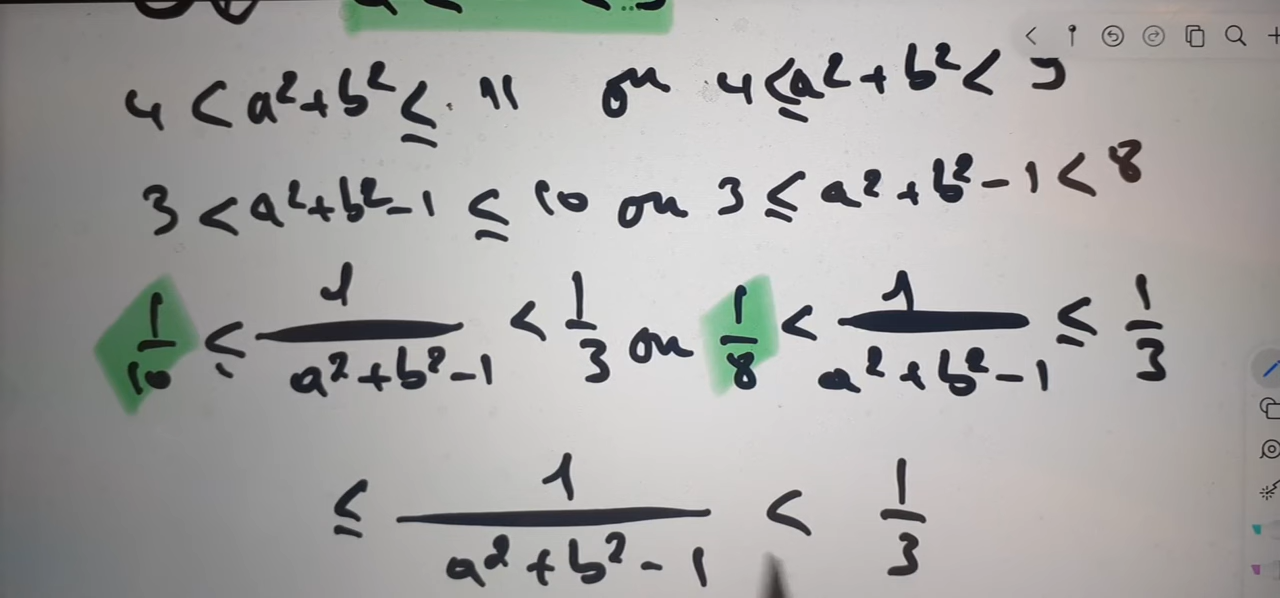 4 < a²+b² ≤ 11 ou 4 ≤ a²+b² < 9
3 < a²+b²-1 ≤ 10 ou 3 ≤ a²+b²-1 < 8
1/10 ≤ 1/(a²+b²-1) < 1/3 ou 1/8 < 1/(a²+b²-1) ≤ 1/3
≤ 1/(a²+b²-1) < 1/3